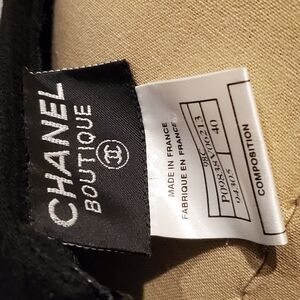 CHANEL
BOUTIQUE
MADE IN FRANCE
FABRIQUE EN FRANCE
40
COMPOSITION